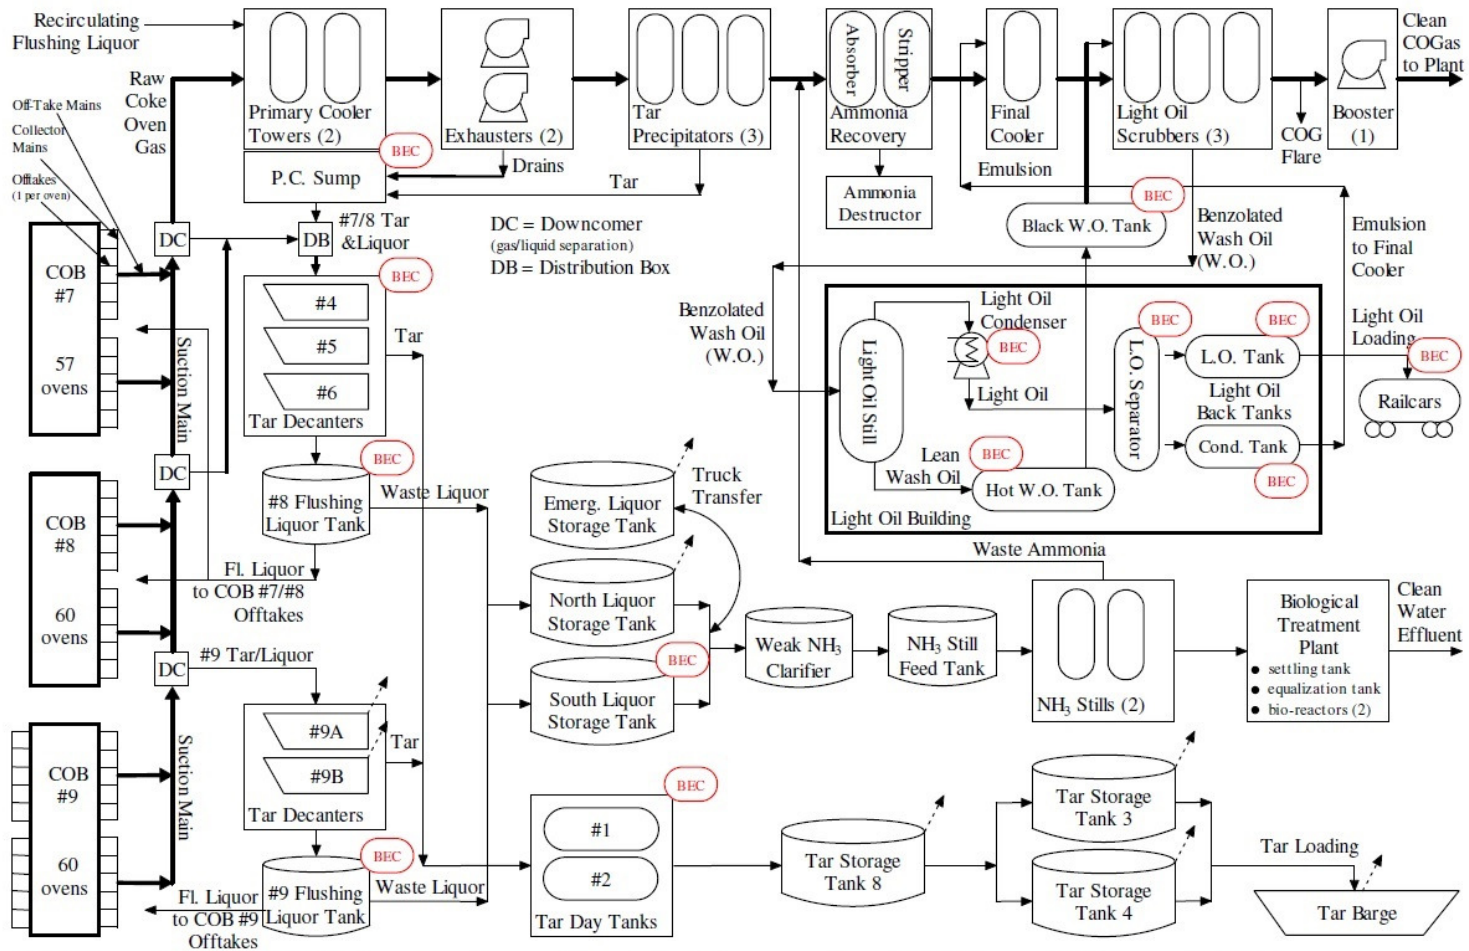 Recirculating
Flushing Liquor
Raw
Coke
Oven
Gas
Off-Take Mains
Collector
Mains
Offtakes
(1 per oven)
Primary Cooler
Towers (2)
BEC
P.C. Sump
Exhausters (2)
Drains
Tar
Precipitators (3)
Tar
Absorber
Stripper
Ammonia
Recovery
Ammonia
Destructor
Final
Cooler
Emulsion
Light Oil
Scrubbers (3)
COG
Flare
Booster
(1)
Clean
COGas
to Plant
DC
DB
#7/8 Tar
&Liquor
DC = Downcomer
(gas/liquid separation)
DB = Distribution Box
BEC
Black W.O. Tank
Benzolated
Wash Oil
(W.O.)
Emulsion
to Final
Cooler
COB
#7
57
ovens
Suction Main
BEC
#4
#5
#6
Tar Decanters
Tar
Benzolated
Wash Oil
(W.O.)
Light Oil Still
Light Oil
Condenser
BEC
Light Oil
Lean
Wash Oil
BEC
Hot W.O. Tank
BEC
L.O. Separator
BEC
L.O. Tank
Light Oil
Back Tanks
Cond. Tank
BEC
Light Oil Building
Light Oil
Loading
BEC
Railcars
DC
BEC
#8 Flushing
Liquor Tank
Waste Liquor
COB
#8
60
ovens
Fl. Liquor
to COB #7/#8
Offtakes
Emerg. Liquor
Storage Tank
Truck
Transfer
North Liquor
Storage Tank
BEC
South Liquor
Storage Tank
Weak NH3
Clarifier
NH3 Still
Feed Tank
Waste Ammonia
NH3 Stills (2)
Biological
Treatment
Plant
• settling tank
• equalization tank
• bio-reactors (2)
Clean
Water
Effluent
DC
#9 Tar/Liquor
COB
#9
60
ovens
Suction Main
#9A
#9B
Tar Decanters
Tar
BEC
#9 Flushing
Liquor Tank
Waste Liquor
Fl. Liquor
to COB #9
Offtakes
BEC
#1
#2
Tar Day Tanks
Tar Storage
Tank 8
Tar Storage
Tank 3
Tar Storage
Tank 4
Tar Loading
Tar Barge